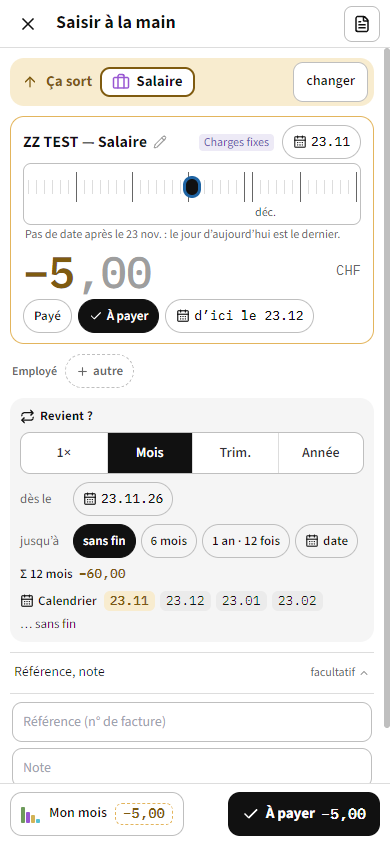 Saisir à la main
Ça sort Salaire changer
ZZ TEST — Salaire Charges fixes 23.11
déc.
Pas de date après le 23 nov. : le jour d’aujourd’hui est le dernier.
−5,00 CHF
Payé À payer d’ici le 23.12
Employé autre
Revient ?
1× Mois Trim. Année
dès le 23.11.26
jusqu’à sans fin 6 mois 1 an · 12 fois date
Σ 12 mois −60,00
Calendrier 23.11 23.12 23.01 23.02
… sans fin
Référence, note facultatif
Référence (n° de facture)
Note
Mon mois −5,00 À payer −5,00